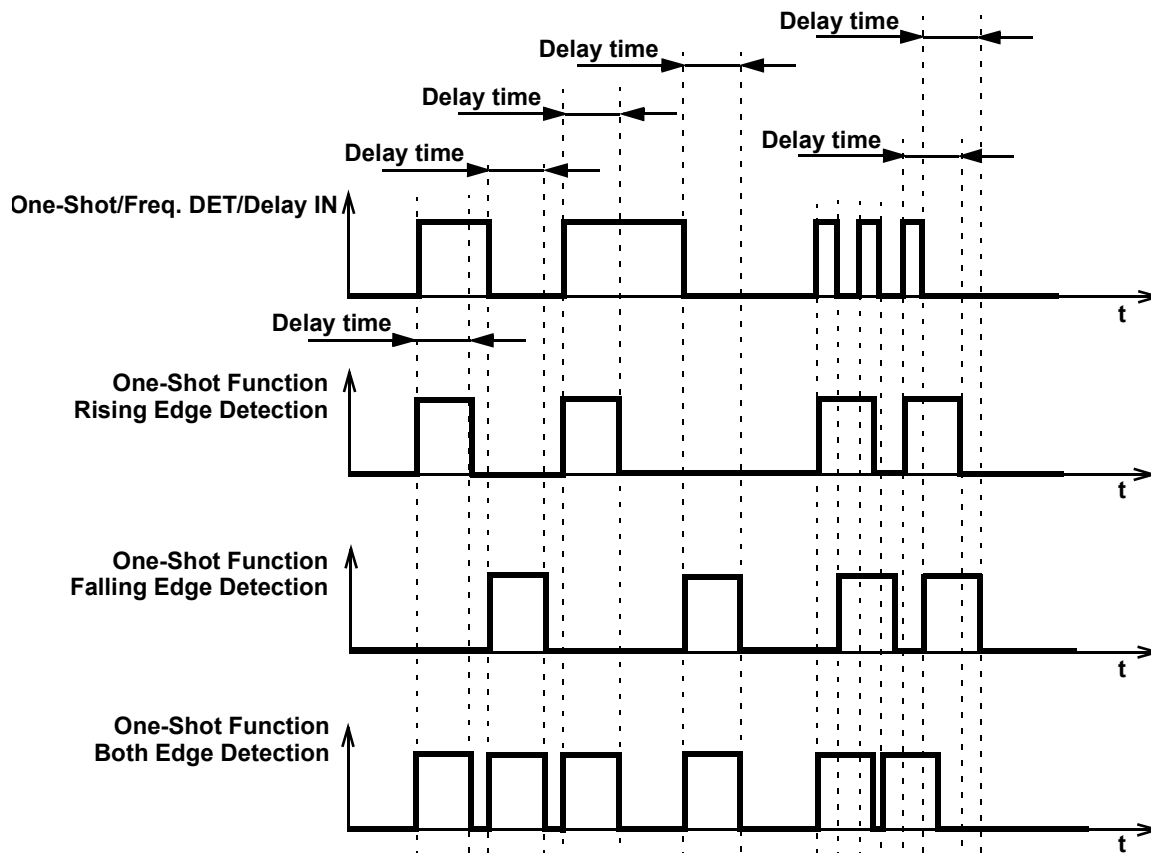 Delay time
Delay time
Delay time
Delay time
Delay time
One-Shot/Freq. DET/Delay IN
t
Delay time
One-Shot Function
Rising Edge Detection
t
One-Shot Function
Falling Edge Detection
t
One-Shot Function
Both Edge Detection
t